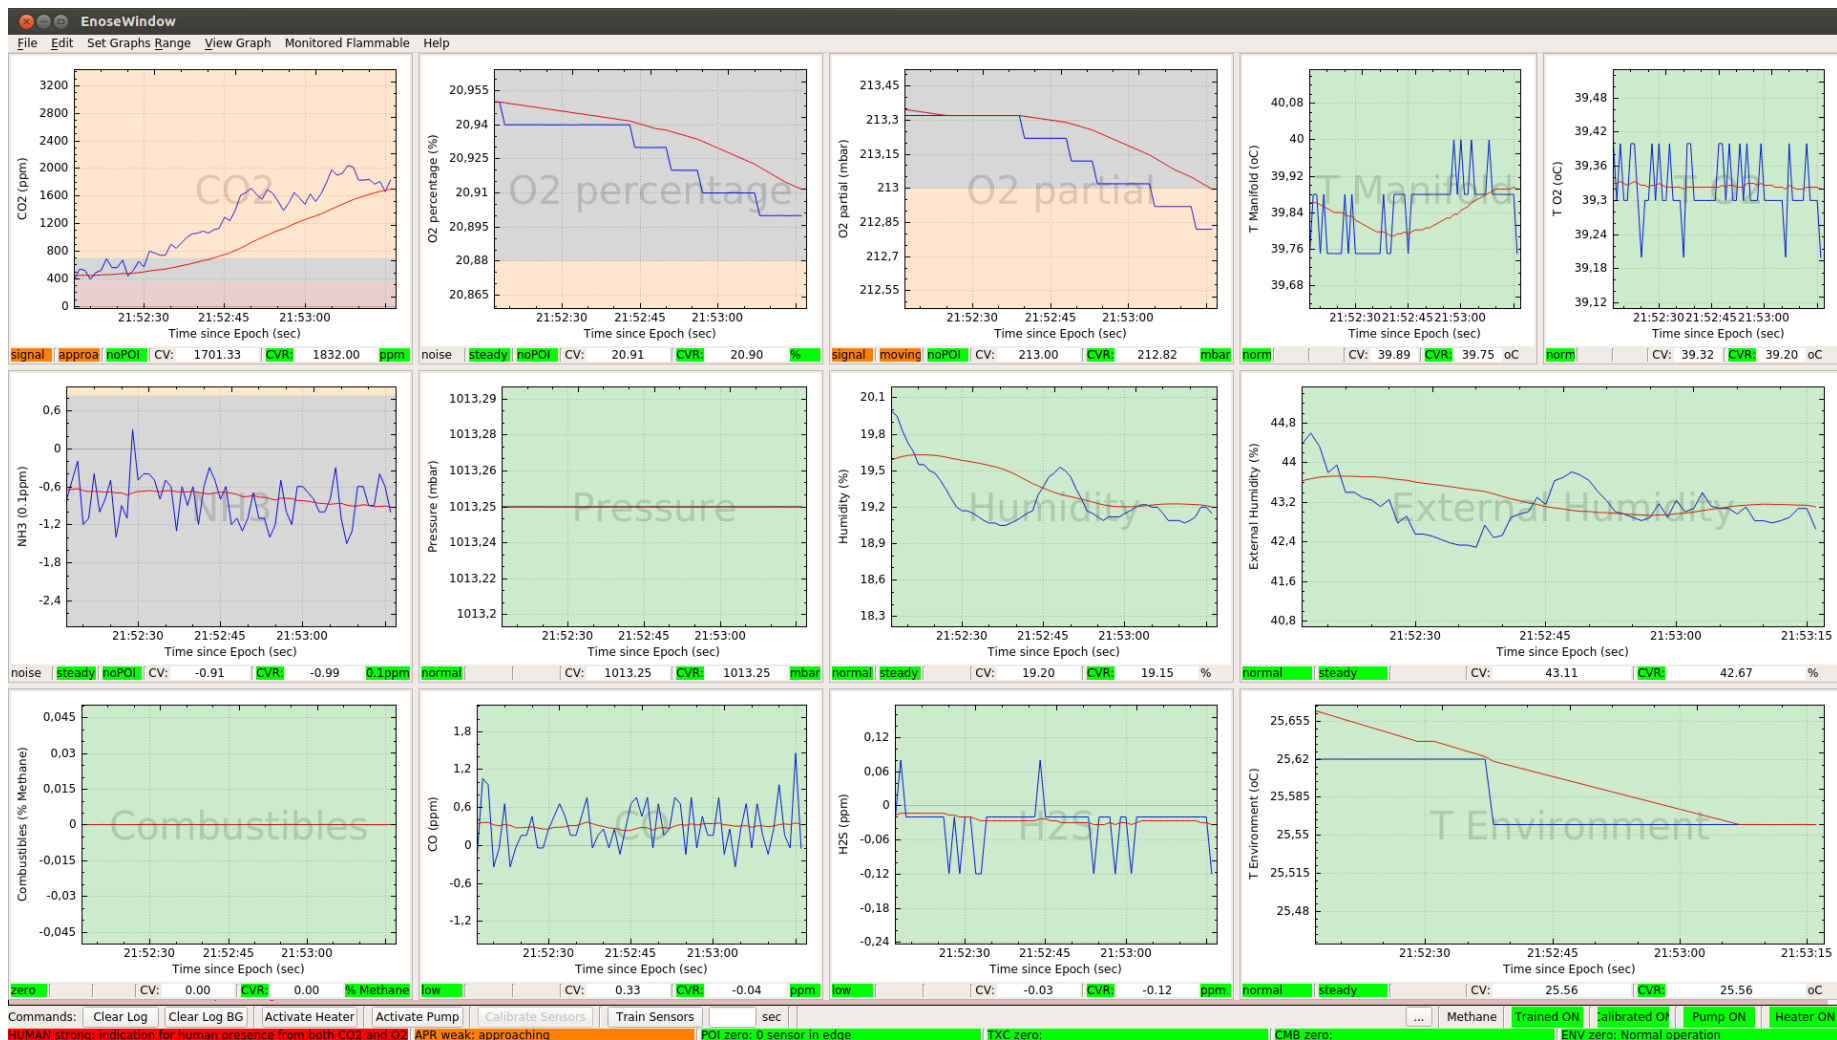 EnoseWindow
File Edit Set Graphs Range View Graph Monitored Flammable Help
CO2 (ppm)
3200
2800
2400
2000
1600
1200
800
400
0
CO2
21:52:30 21:52:45 21:53:00
Time since Epoch (sec)
signal approa noPOI CV: 1701.33 CVR: 1832.00 ppm
O2 percentage (%)
20,955
20,94
20,925
20,91
20,895
20,88
20,865
O2 percentage
21:52:30 21:52:45 21:53:00
Time since Epoch (sec)
noise steady noPOI CV: 20.91 CVR: 20.90 %
O2 partial (mbar)
213,45
213,3
213,15
213
212,85
212,7
212,55
O2 partial
21:52:30 21:52:45 21:53:00
Time since Epoch (sec)
signal moving noPOI CV: 213.00 CVR: 212.82 mbar
T Manifold (oC)
40,08
40
39,92
39,84
39,76
39,68
T Manifold
21:52:30 21:52:45 21:53:00
Time since Epoch (sec)
norm CV: 39.89 CVR: 39.75 oC
T O2 (oC)
39,48
39,42
39,36
39,3
39,24
39,18
39,12
T O2
21:52:30 21:52:45 21:53:00
Time since Epoch (sec)
norm CV: 39.32 CVR: 39.20 oC
NH3 (0.1ppm)
0,6
0
-0,6
-1,2
-1,8
-2,4
NH3
21:52:30 21:52:45 21:53:00
Time since Epoch (sec)
noise steady noPOI CV: -0.91 CVR: -0.99 0.1ppm
Pressure (mbar)
1013,29
1013,28
1013,26
1013,25
1013,24
1013,22
1013,2
Pressure
21:52:30 21:52:45 21:53:00
Time since Epoch (sec)
normal CV: 1013.25 CVR: 1013.25 mbar
Humidity (%)
20,1
19,8
19,5
19,2
18,9
18,6
18,3
Humidity
21:52:30 21:52:45 21:53:00
Time since Epoch (sec)
normal steady CV: 19.20 CVR: 19.15 %
External Humidity (%)
44,8
44
43,2
42,4
41,6
40,8
External Humidity
21:52:30 21:52:45 21:53:00 21:53:15
Time since Epoch (sec)
normal steady CV: 43.11 CVR: 42.67 %
Combustibles (% Methane)
0,045
0,03
0,015
0
-0,015
-0,03
-0,045
Combustibles
21:52:30 21:52:45 21:53:00
Time since Epoch (sec)
zero CV: 0.00 CVR: 0.00 % Methane
CO (ppm)
1,8
1,2
0,6
0
-0,6
-1,2
CO
21:52:30 21:52:45 21:53:00
Time since Epoch (sec)
low CV: 0.33 CVR: -0.04 ppm
H2S (ppm)
0,12
0,06
0
-0,06
-0,12
-0,18
-0,24
H2S
21:52:30 21:52:45 21:53:00
Time since Epoch (sec)
low CV: -0.03 CVR: -0.12 ppm
T Environment (oC)
25,655
25,62
25,585
25,55
25,515
25,48
T Environment
21:52:30 21:52:45 21:53:00 21:53:15
Time since Epoch (sec)
normal steady CV: 25.56 CVR: 25.56 oC
Commands: Clear Log Clear Log BG Activate Heater Activate Pump Calibrate Sensors Train Sensors sec ... Methane Trained ON Calibrated ON Pump ON Heater ON
HUMAN strong: indication for human presence from both CO2 and O2 APR weak: approaching POI zero: 0 sensor in edge TXC zero: CMB zero: ENV zero: Normal operation